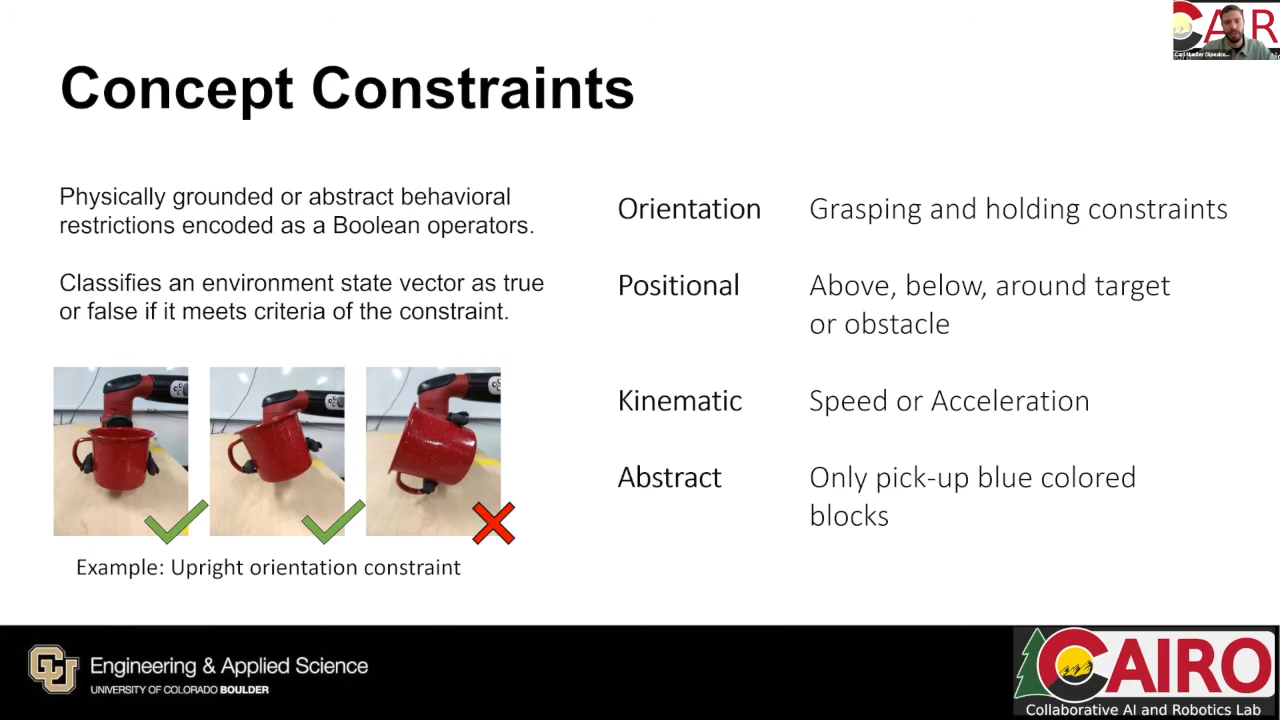 Concept Constraints
Physically grounded or abstract behavioral
restrictions encoded as a Boolean operators.
Classifies an environment state vector as true
or false if it meets criteria of the constraint.
Example: Upright orientation constraint
Orientation Grasping and holding constraints
Positional Above, below, around target
or obstacle
Kinematic Speed or Acceleration
Abstract Only pick-up blue colored
blocks
CU Engineering & Applied Science
UNIVERSITY OF COLORADO BOULDER
CAIRO
Collaborative AI and Robotics Lab